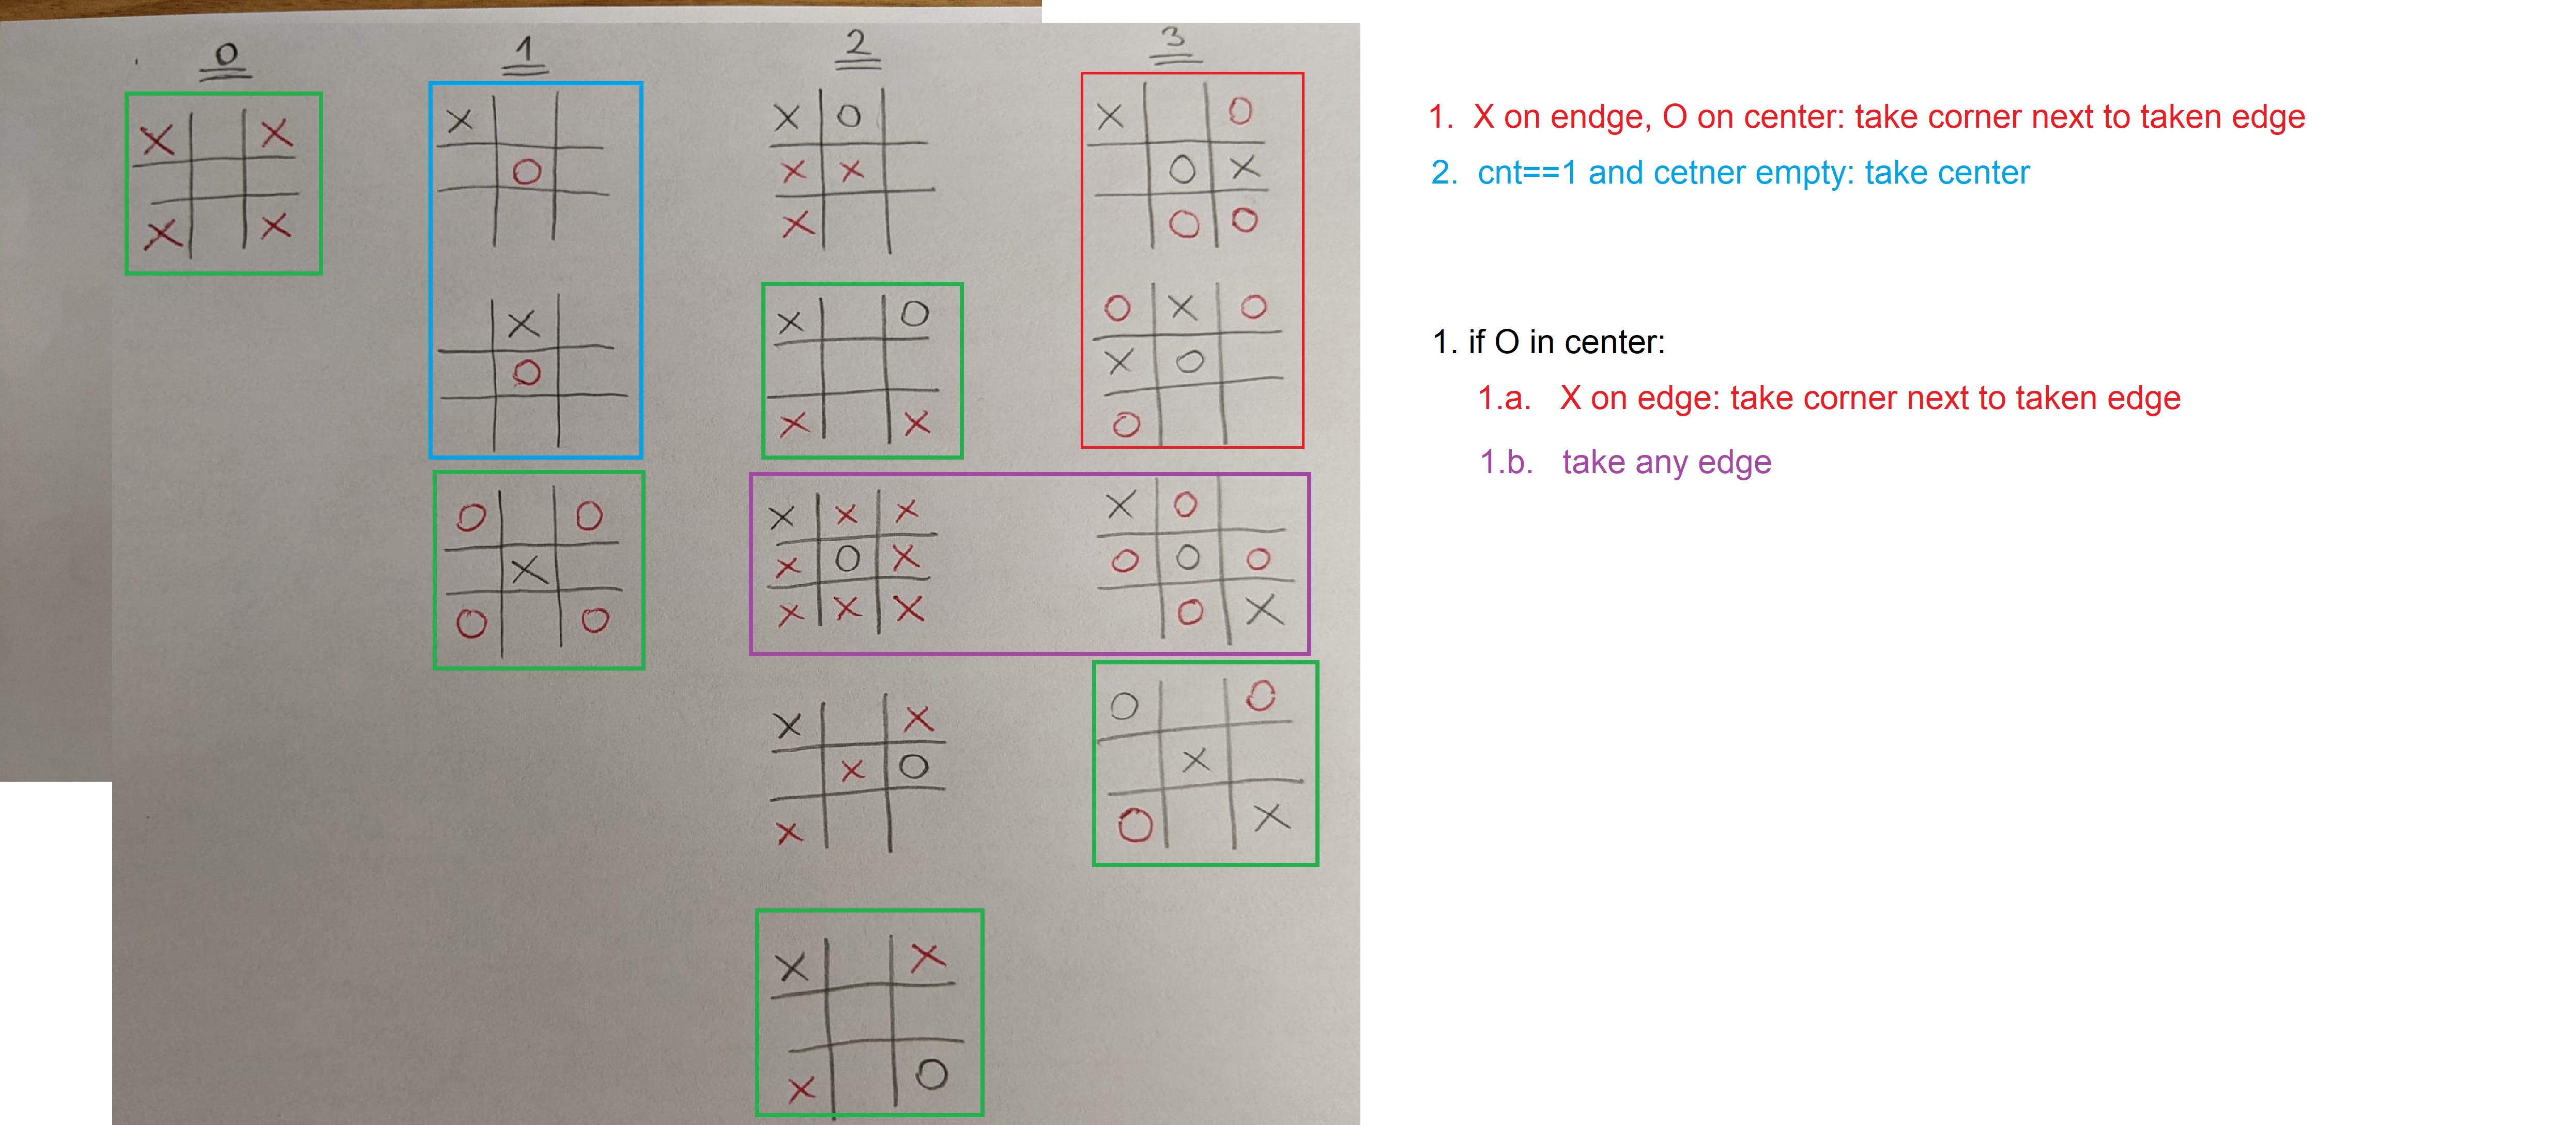 0 1 2 3
X X
X X
X
O
X
O
O O
X
O O
X O
X X
X
X O
X X
X X X
X O X
X X X
X X
X O
X
X X
X O
X O
O X
O O
O X O
X O
O
X O
O O O
O X
O O
X
O X
1. X on endge, O on center: take corner next to taken edge
2. cnt==1 and cetner empty: take center
1. if O in center:
1.a. X on edge: take corner next to taken edge
1.b. take any edge